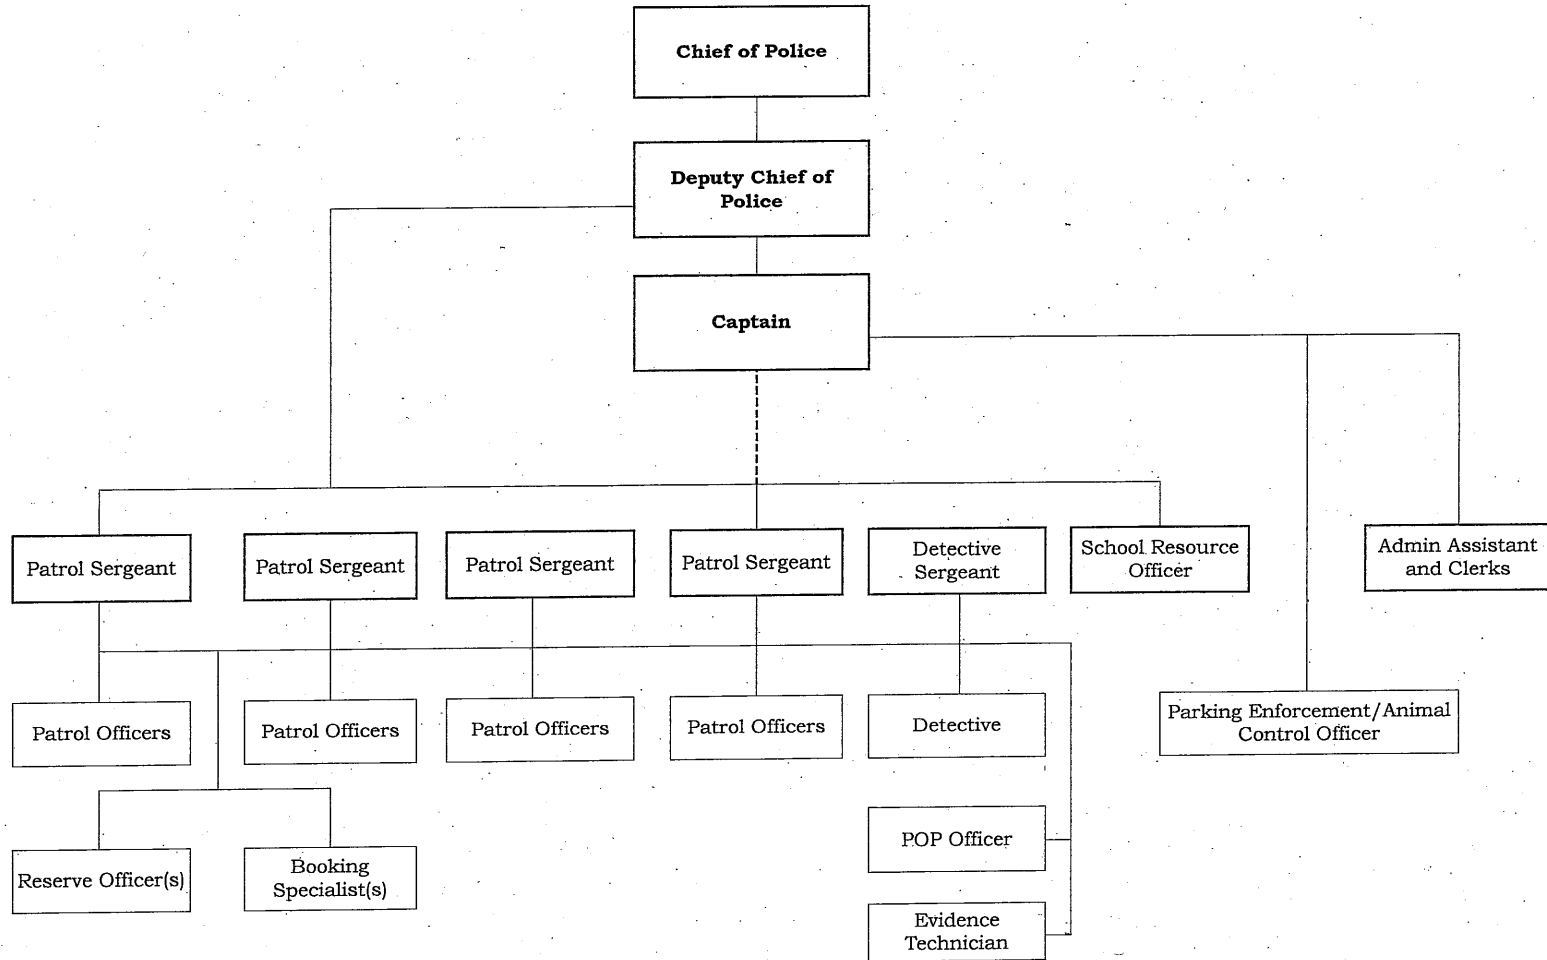 Chief of Police
Deputy Chief of
Police
Captain
Patrol Sergeant
Patrol Sergeant
Patrol Sergeant
Patrol Sergeant
Detective
Sergeant
School Resource
Officer
Admin Assistant
and Clerks
Patrol Officers
Patrol Officers
Patrol Officers
Patrol Officers
Detective
Parking Enforcement/Animal
Control Officer
POP Officer
Reserve Officer(s)
Booking
Specialist(s)
Evidence
Technician